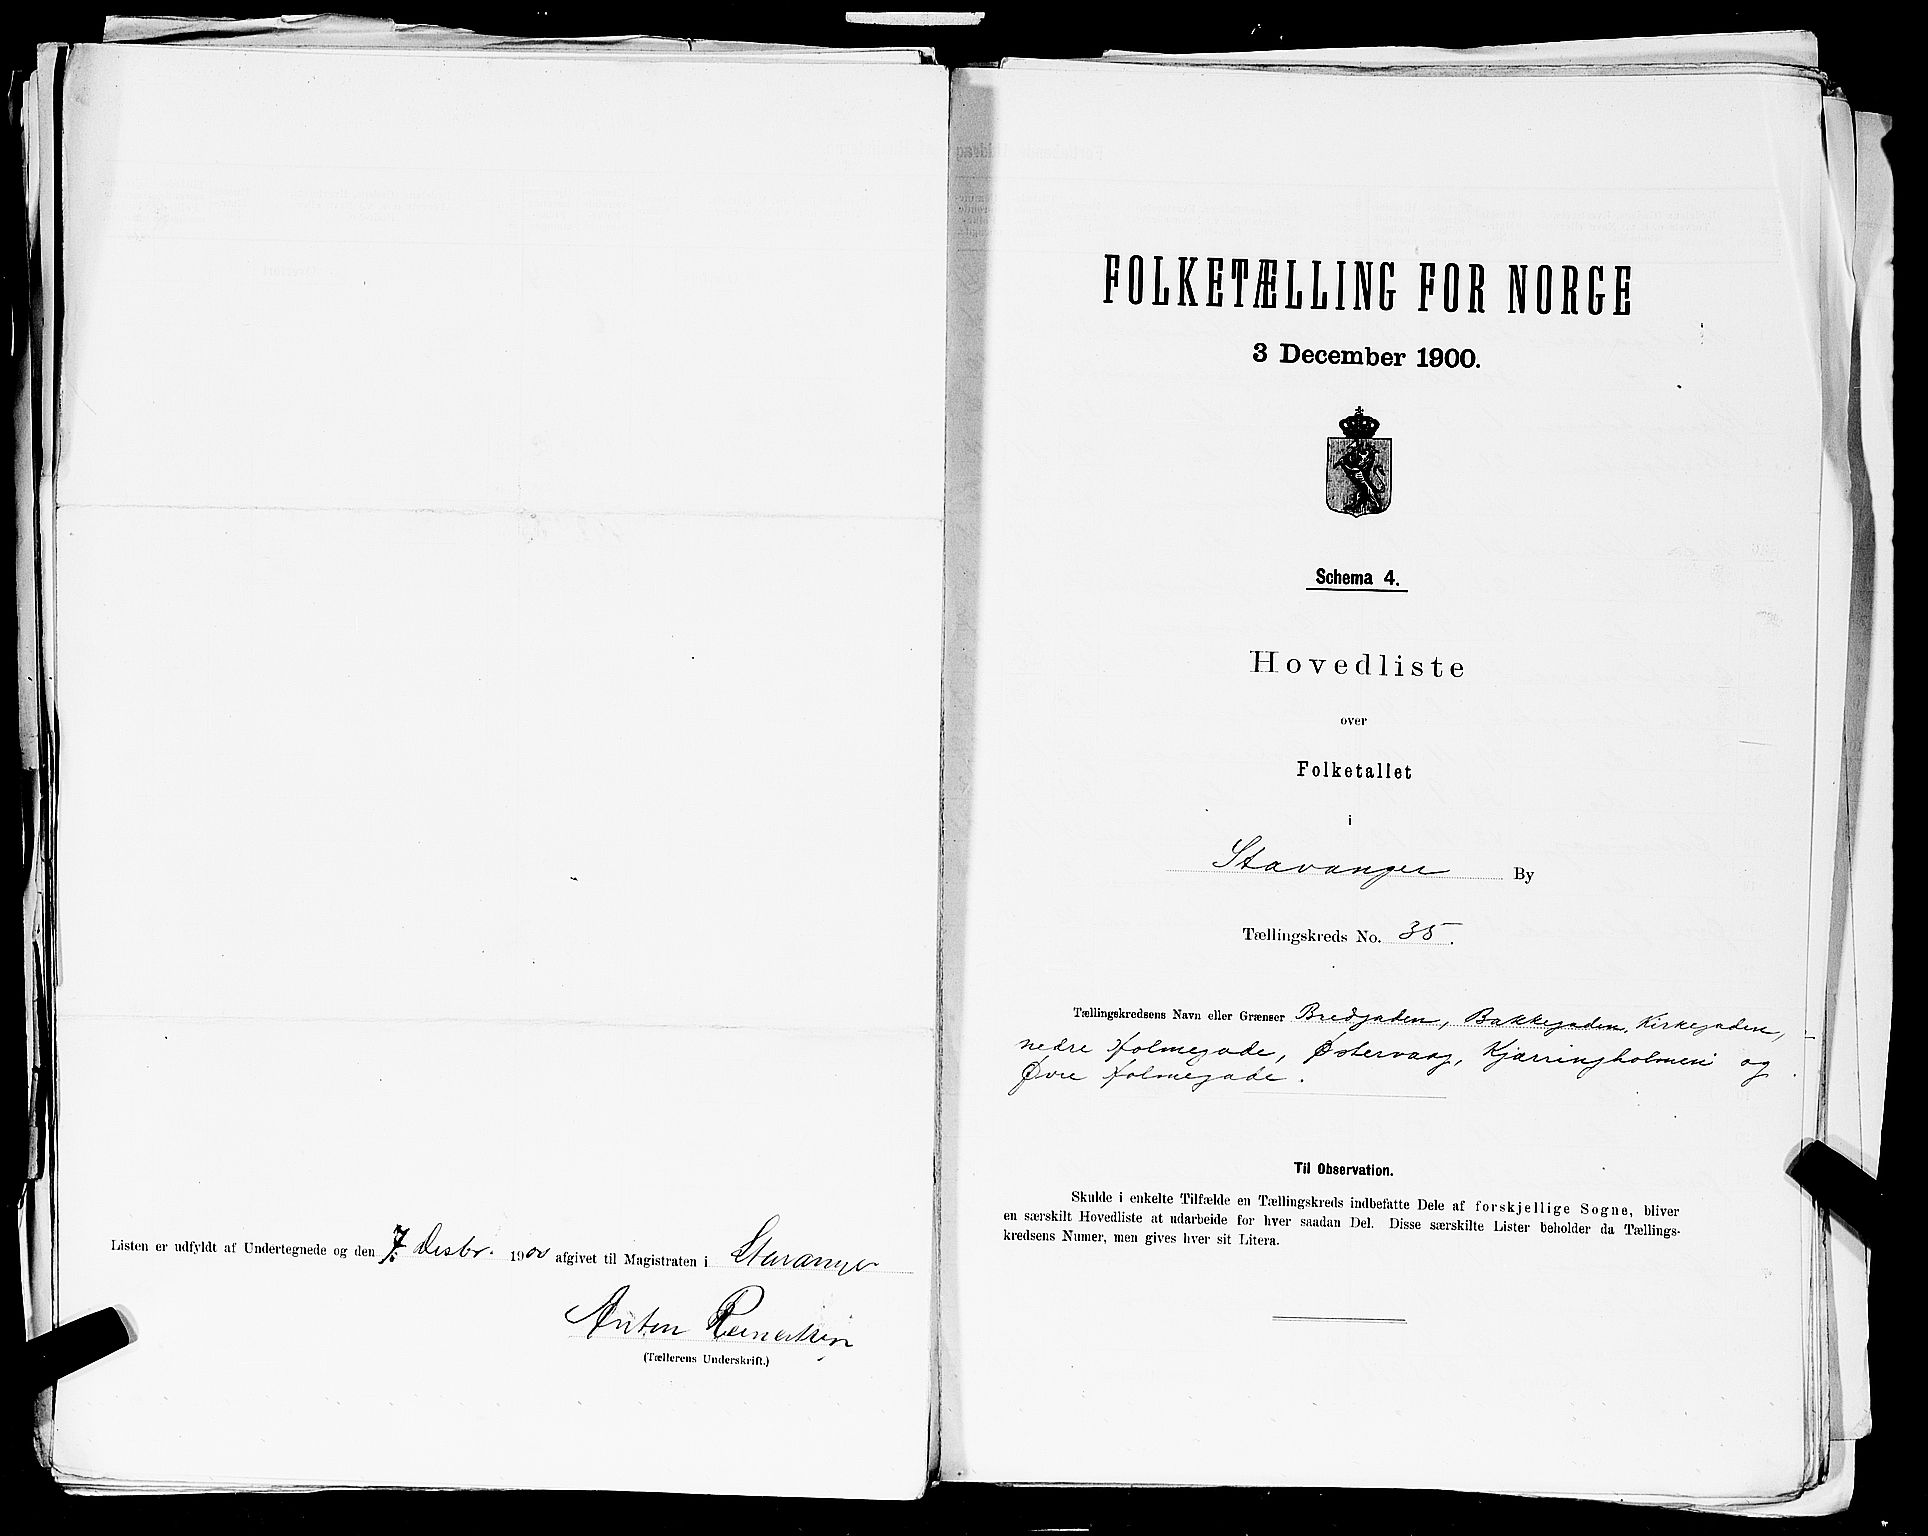 Listen er udfyldt af Undertegnede og den 7. Desbr. 1900 afgivet til Magistraten i Stavanger
Anton
(Tællerens Underskrift.)
FOLKETÆLLING FOR NORGE
3 December 1900.
Schema 4.
Hovedliste
over
Folketallet
i
Stavanger By
Tællingskreds No. 35.
Tællingskredsens Navn eller Grænser Bredgaden, Bakkegaden, Kirkegaden,
nedre Holmegade, Østervaag, Kjærringholmen og
Øvre Holmegade.
Til Observation.
Skulde i enkelte Tilfælde en Tællingskreds indbefatte Dele af forskjellige Sogne, bliver
en særskilt Hovedliste at udarbeide for hver saadan Del. Disse særskilte Lister beholder da Tællings-
kredsens Numer, men gives hver sit Litera.